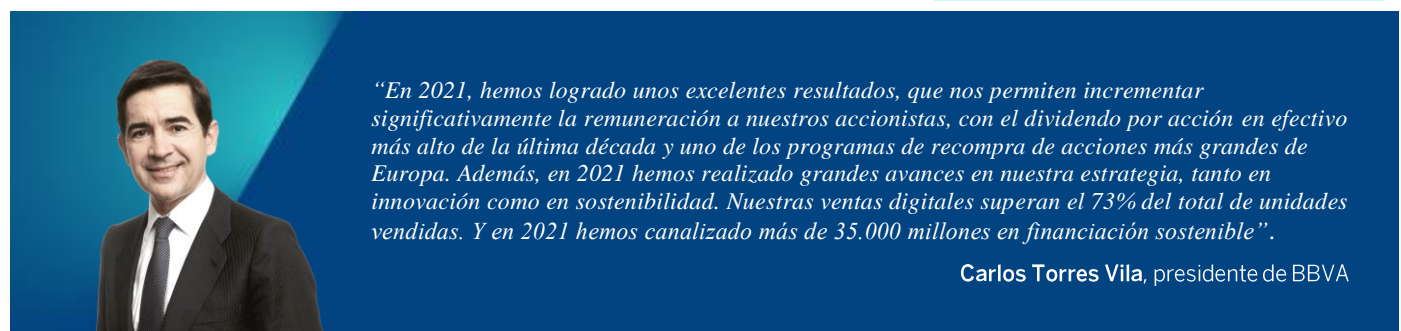 “En 2021, hemos logrado unos excelentes resultados, que nos permiten incrementar
significativamente la remuneración a nuestros accionistas, con el dividendo por acción en efectivo
más alto de la última década y uno de los programas de recompra de acciones más grandes de
Europa. Además, en 2021 hemos realizado grandes avances en nuestra estrategia, tanto en
innovación como en sostenibilidad. Nuestras ventas digitales superan el 73% del total de unidades
vendidas. Y en 2021 hemos canalizado más de 35.000 millones en financiación sostenible”.
Carlos Torres Vila, presidente de BBVA